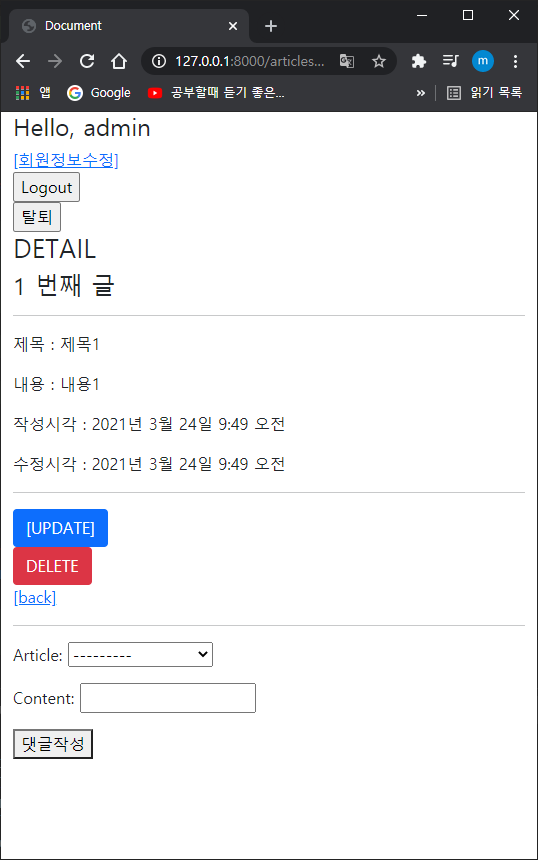 Document
127.0.0.1:8000/articles...
앱 Google 공부할때 듣기 좋은... » 읽기 목록
m
Hello, admin
[회원정보수정]
Logout
탈퇴
DETAIL
1 번째 글
제목 : 제목1
내용 : 내용1
작성시각 : 2021년 3월 24일 9:49 오전
수정시각 : 2021년 3월 24일 9:49 오전
[UPDATE]
DELETE
[back]
Article: ---------
Content:
댓글작성